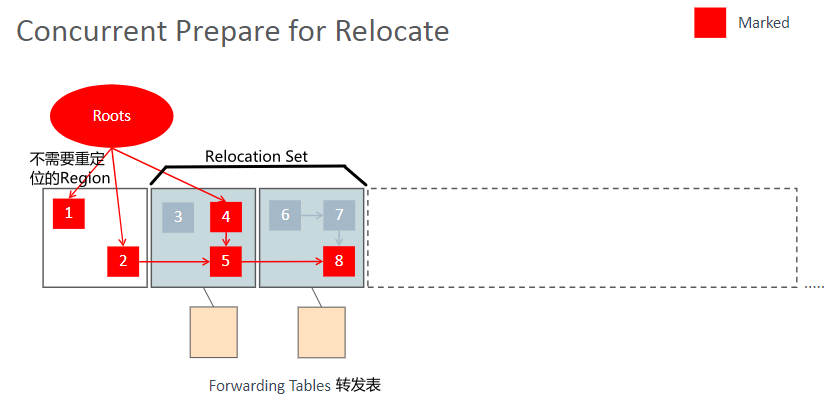 Concurrent Prepare for Relocate
Marked
Roots
不需要重定
位的Region
Relocation Set
1
2
3
4
5
6
7
8
.....
Forwarding Tables 转发表